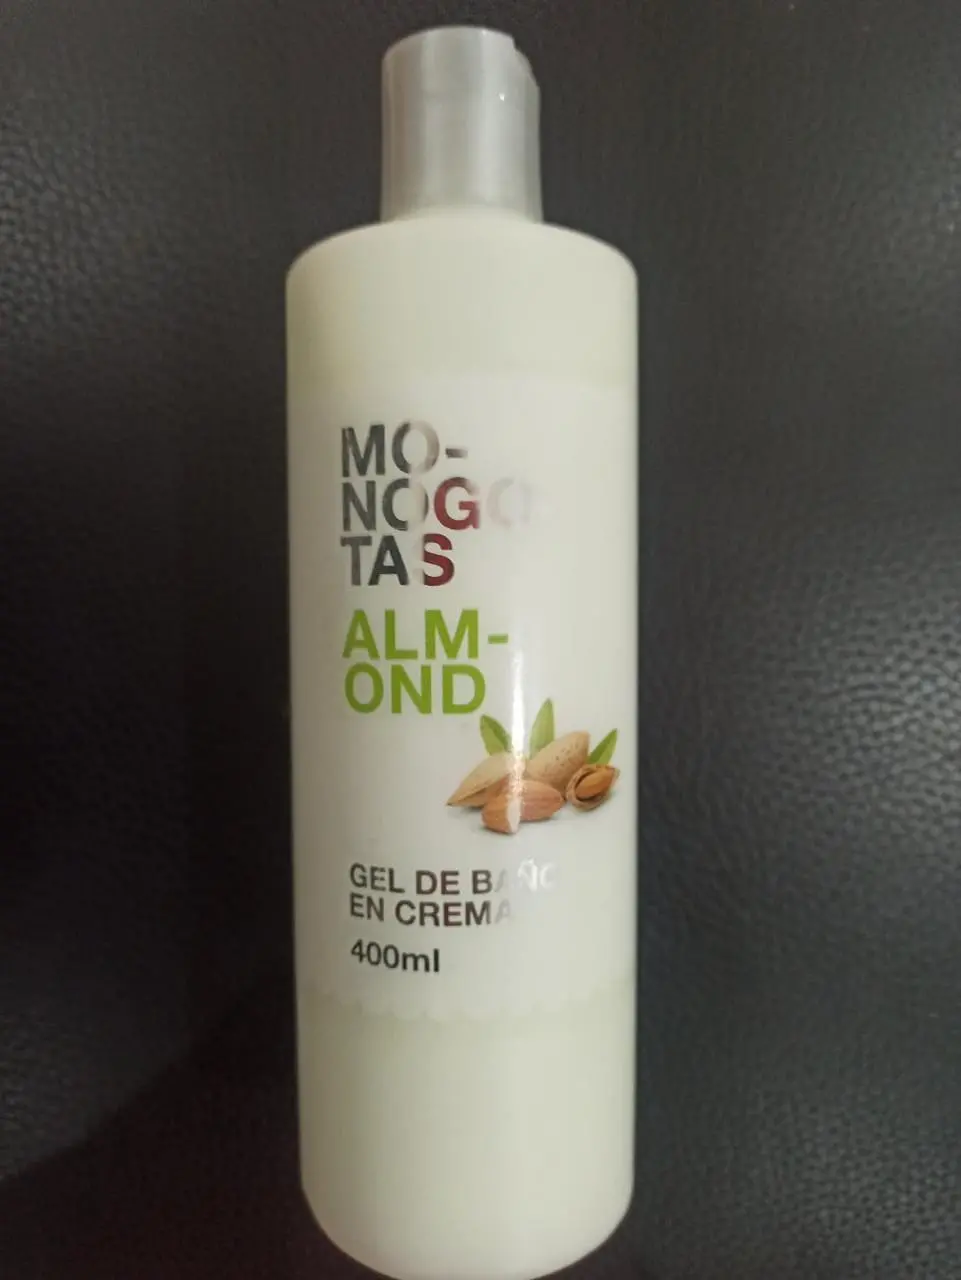 MO-
NOGO
TAS
ALM-
OND
GEL DE BAÑO
EN CREMA
400ml